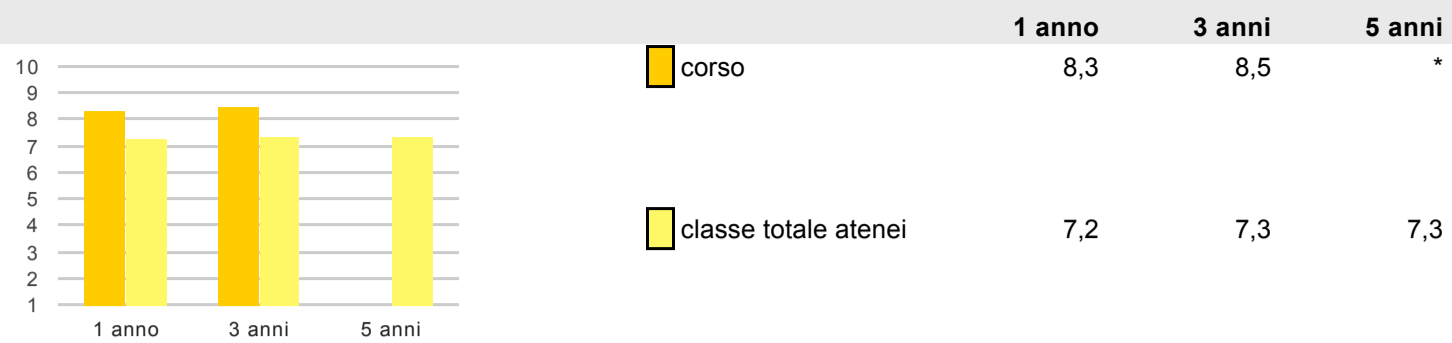 1 anno 3 anni 5 anni
corso 8,3 8,5 *
classe totale atenei 7,2 7,3 7,3
10
9
8
7
6
5
4
3
2
1
1 anno 3 anni 5 anni